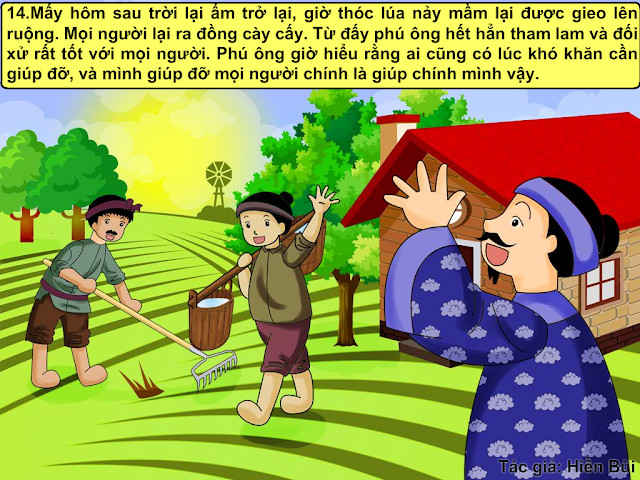 14.Mấy hôm sau trời lại ấm trở lại, giờ thóc lúa nảy mầm lại được gieo lên
ruộng. Mọi người lại ra đồng cày cấy. Từ đấy phú ông hết hẳn tham lam và đối
xử rất tốt với mọi người. Phú ông giờ hiểu rằng ai cũng có lúc khó khăn cần
giúp đỡ, và mình giúp đỡ mọi người chính là giúp chính mình vậy.
Tác giả: Hiền Bùi